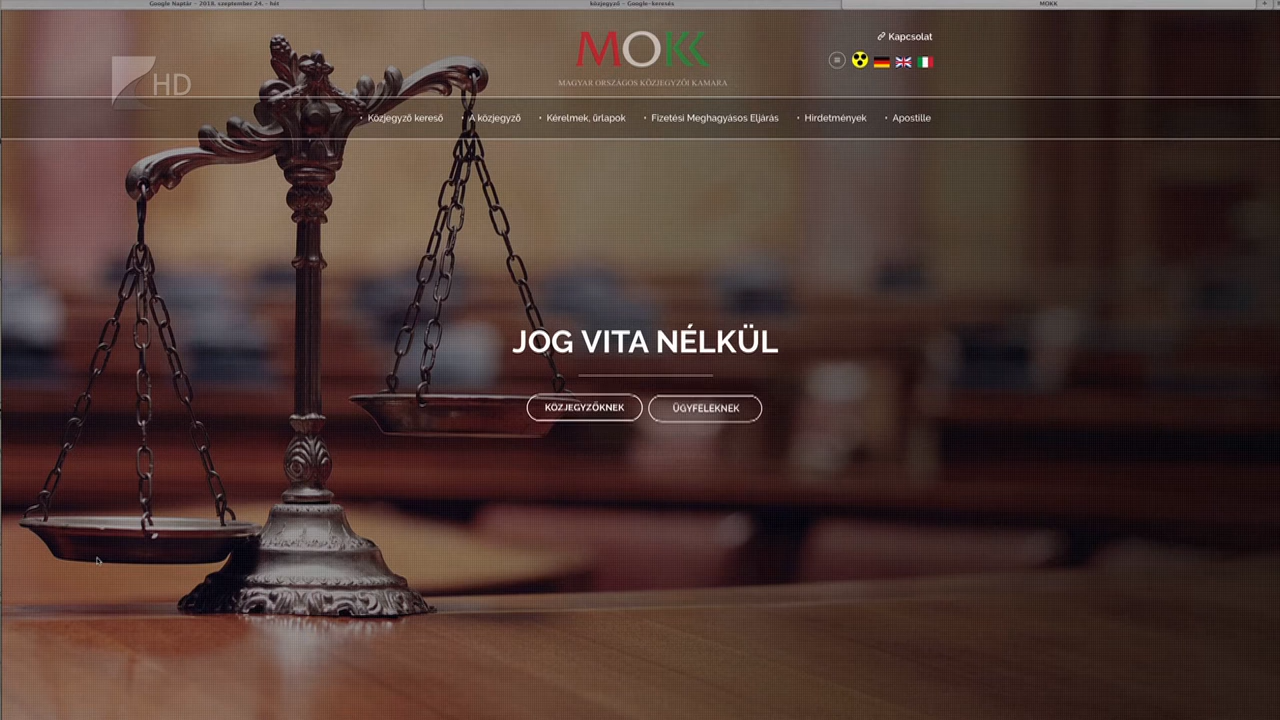 Google Naptár - 2018. szeptember 24. - hét
közjegyző - Google-keresés
MOKK
HD
MOKK
MAGYAR ORSZÁGOS KÖZJEGYZŐI KAMARA
Kapcsolat
Közjegyző kereső
A közjegyző
Kérelmek, űrlapok
Fizetési Meghagyásos Eljárás
Hirdetmények
Apostille
JOG VITA NÉLKÜL
KÖZJEGYZŐKNEK
ÜGYFELEKNEK